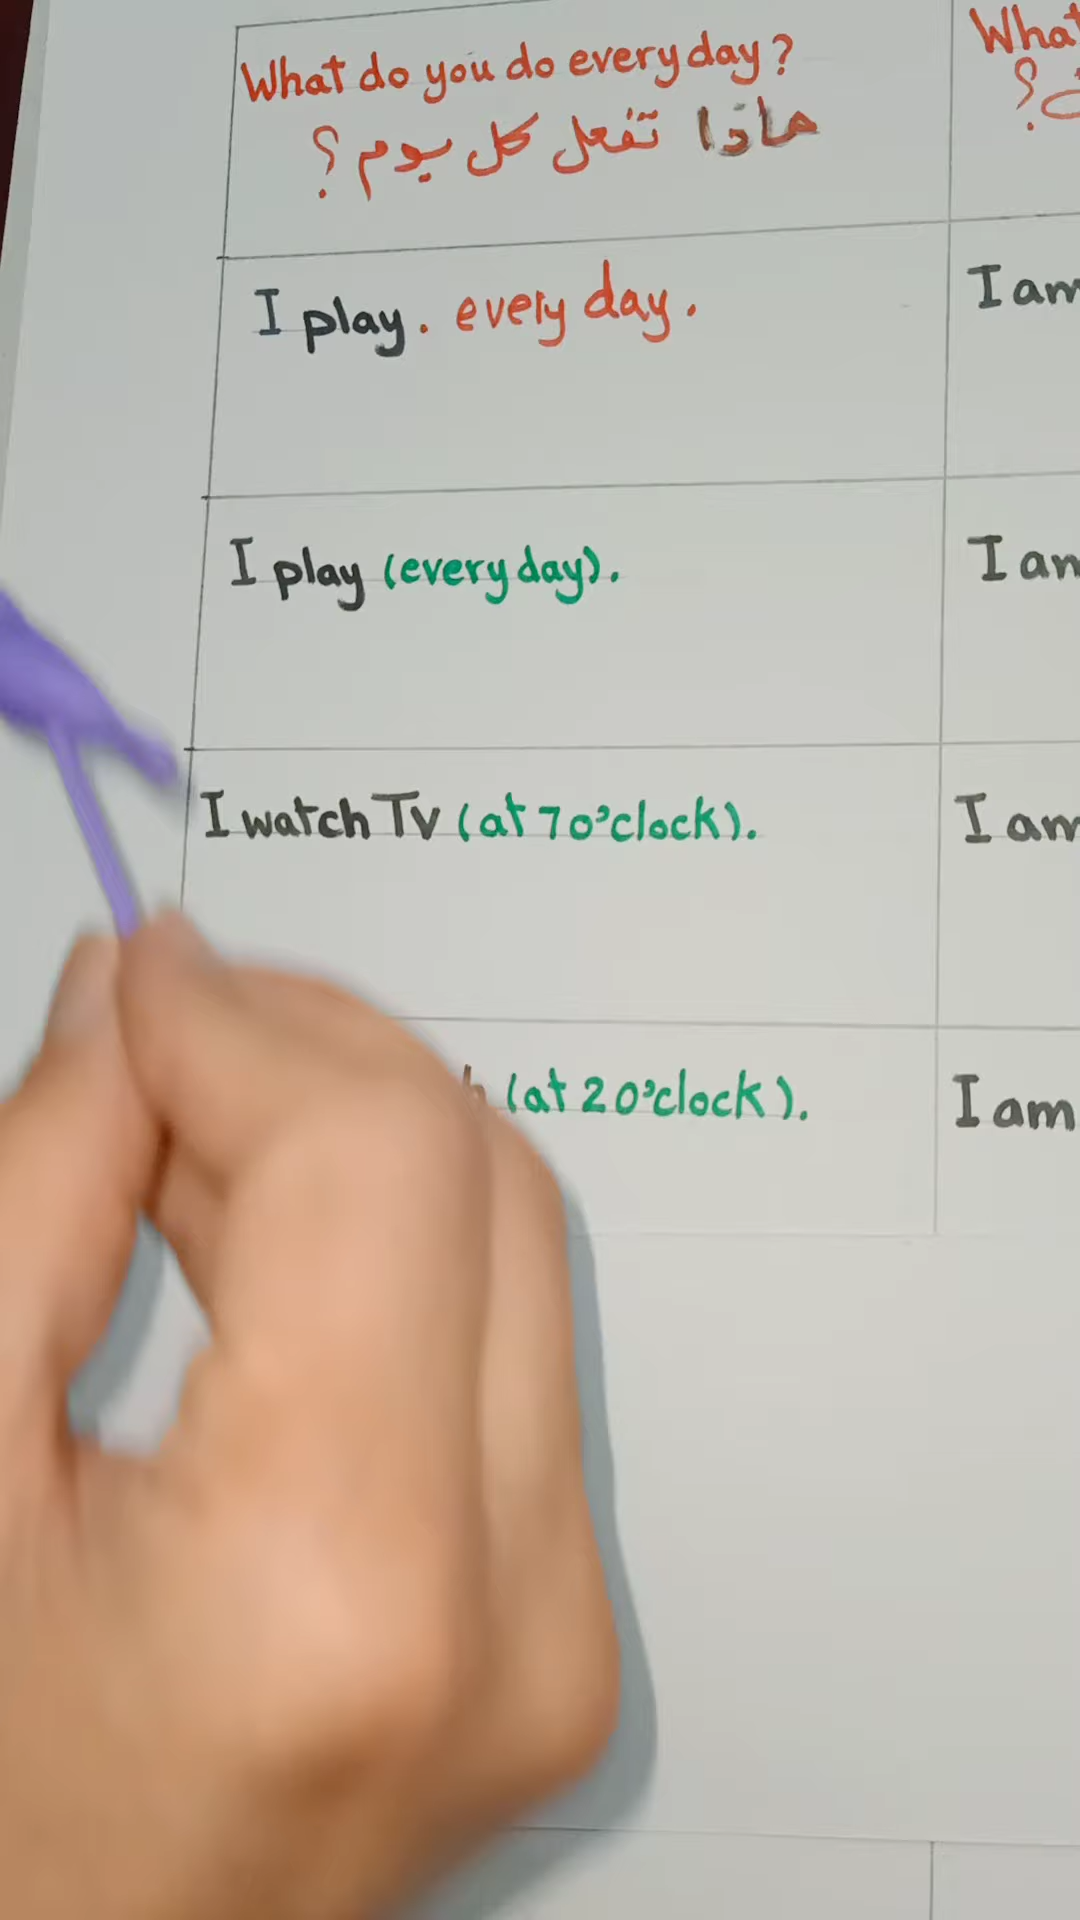 What do you do every day?
ماذا تفعل كل يوم؟
I play. every day.
I play (every day).
I watch Tv (at 7 o'clock).
(at 2 o'clock).
What
؟
I am
I am
I am